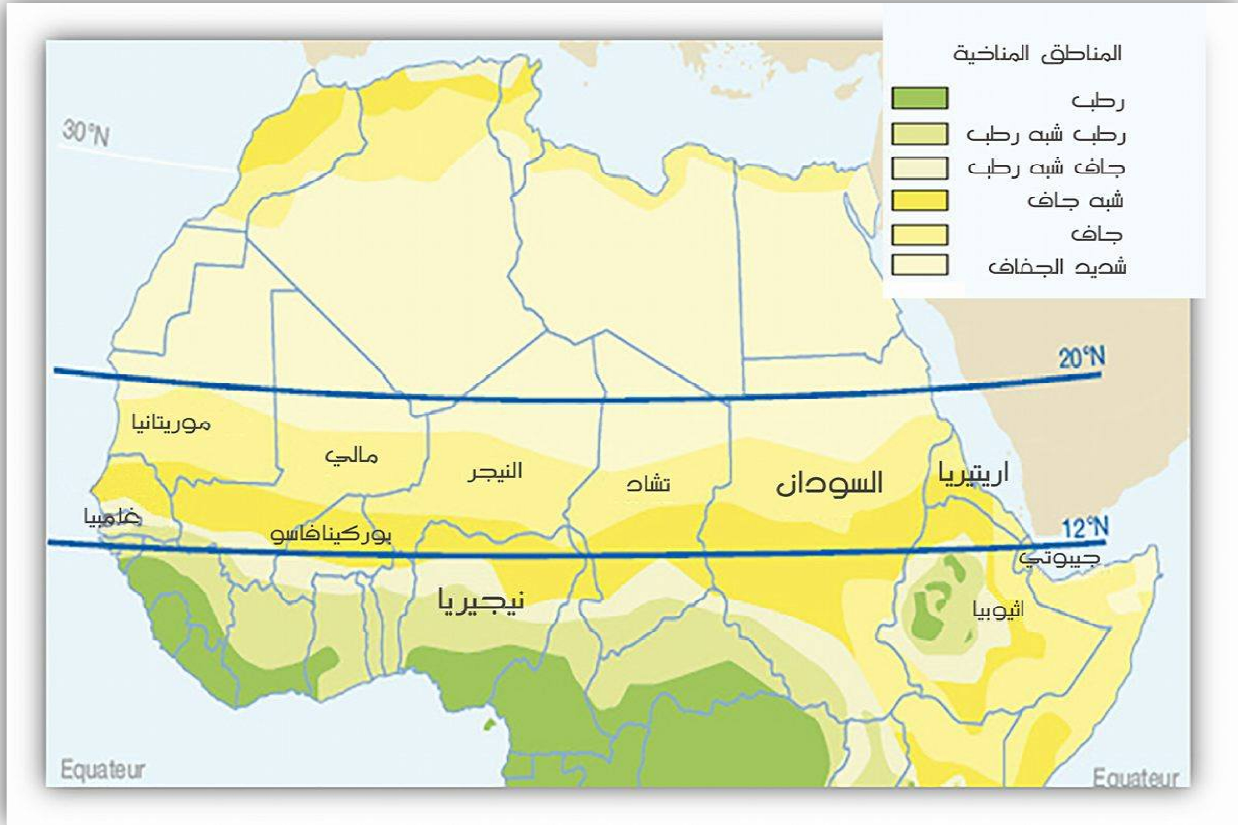 المناطق المناخية
رطب
رطب شبه رطب
جاف شبه رطب
شبه جاف
جاف
شديد الجفاف
30°N
20°N
موريتانيا
مالي
النيجر
تشاد
السودان
اريتيريا
غامبيا
بوركينافاسو
12°N
جيبوتي
نيجيريا
اثيوبيا
Equateur
Equateur